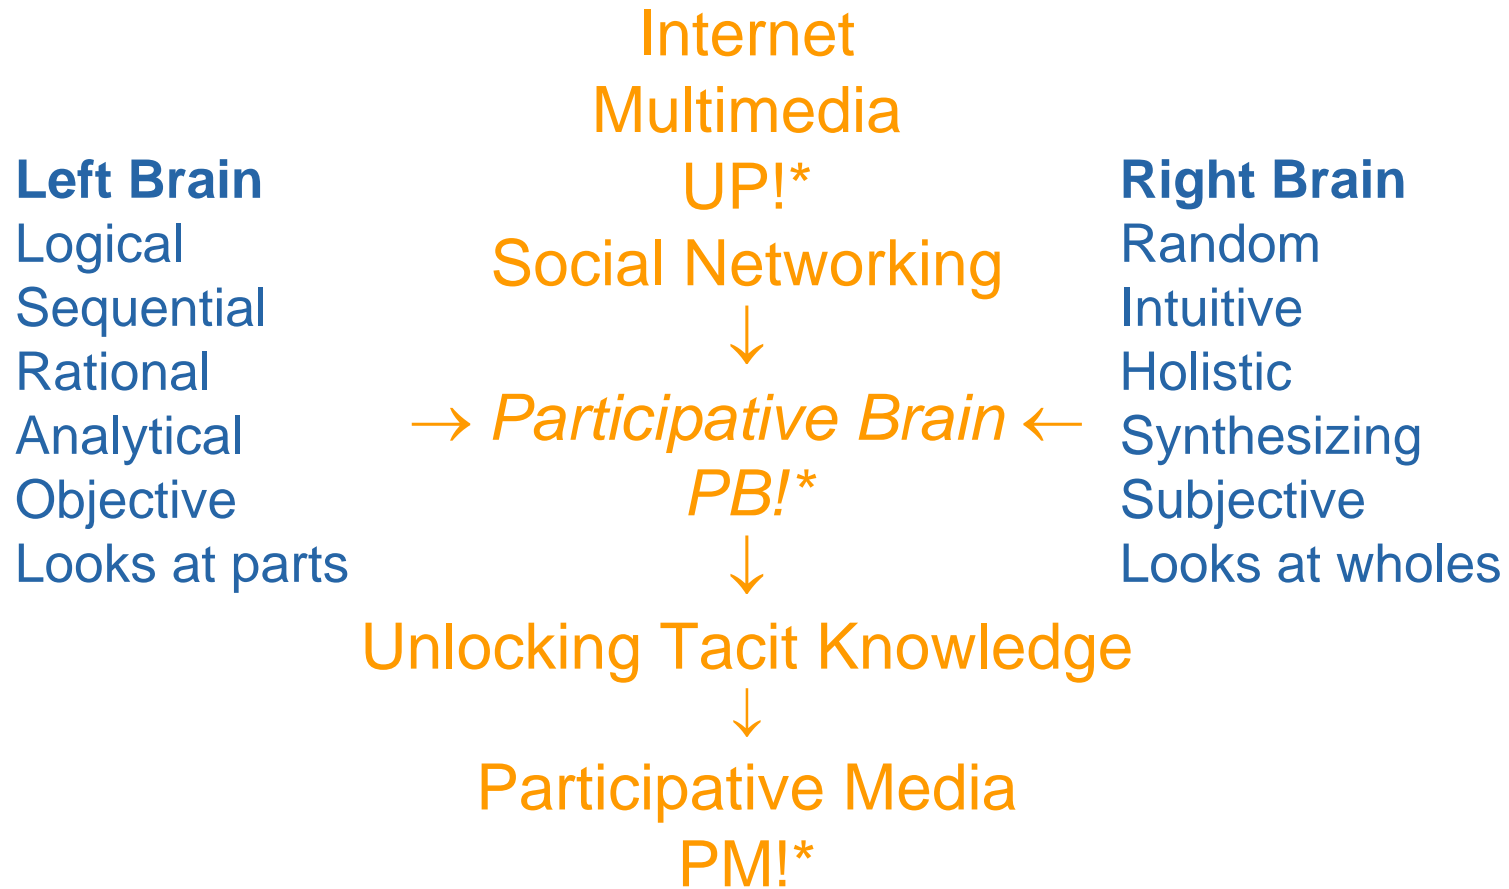 Internet
Multimedia
UP!*
Social Networking
↓
Left Brain
Logical
Sequential
Rational
Analytical
Objective
Looks at parts
→ Participative Brain ←
PB!*
Right Brain
Random
Intuitive
Holistic
Synthesizing
Subjective
Looks at wholes
↓
Unlocking Tacit Knowledge
↓
Participative Media
PM!*